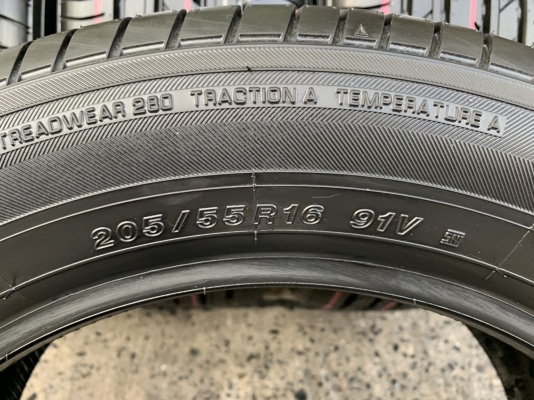 TREADWEAR 280 TRACTION A TEMPERATURE A
205/55R16 91V